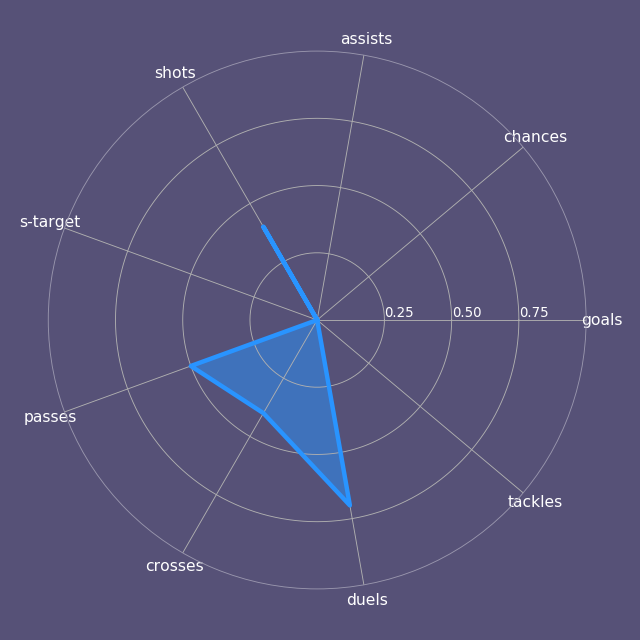 assists
shots
chances
s-target
0.25
0.50
0.75
goals
passes
tackles
crosses
duels